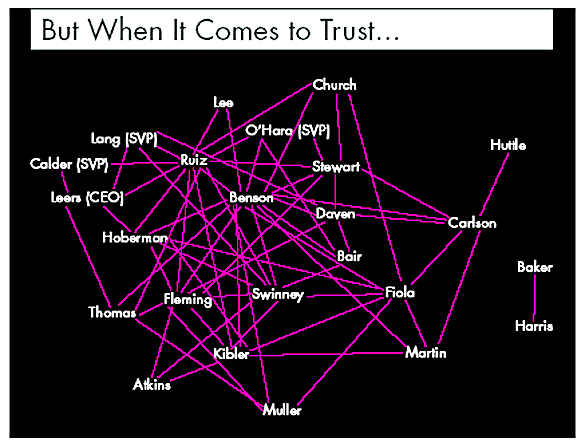 But When It Comes to Trust...
Church
Lee
O'Hara (SVP)
Lang (SVP)
Huttle
Calder (SVP)
Ruiz
Stewart
Leers (CEO)
Benson
Daven
Carlson
Hoberman
Bair
Baker
Fleming
Swinney
Fiola
Thomas
Harris
Kibler
Martin
Atkins
Muller